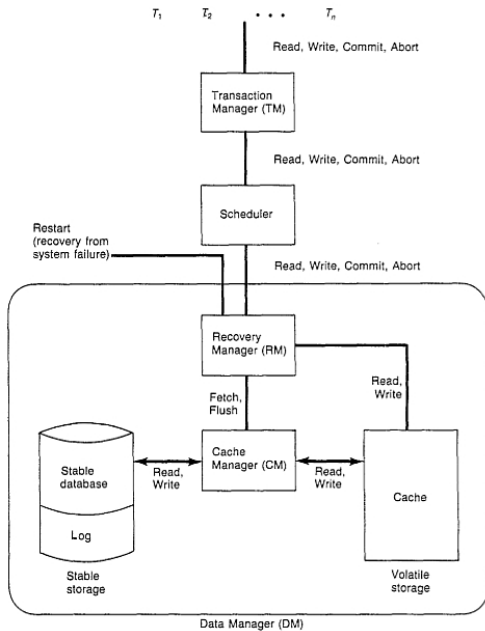 T1 T2 • • • Tn
Read, Write, Commit, Abort
Transaction
Manager (TM)
Read, Write, Commit, Abort
Scheduler
Restart
(recovery from
system failure)
Read, Write, Commit, Abort
Recovery
Manager (RM)
Read,
Write
Fetch,
Flush
Stable
database
Log
Stable
storage
Read,
Write
Cache
Manager (CM)
Read,
Write
Cache
Volatile
storage
Data Manager (DM)